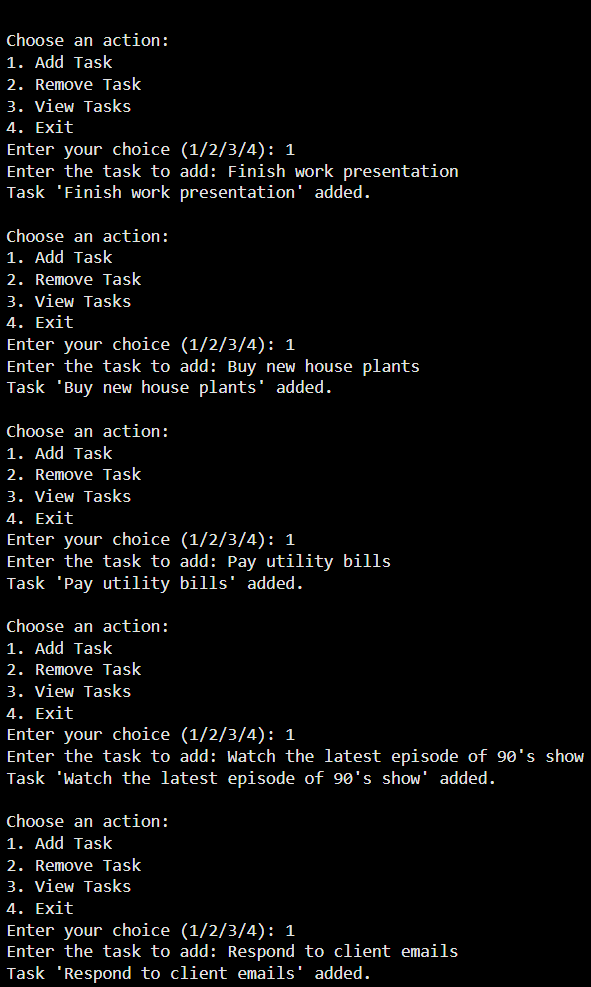 Choose an action:
1. Add Task
2. Remove Task
3. View Tasks
4. Exit
Enter your choice (1/2/3/4): 1
Enter the task to add: Finish work presentation
Task 'Finish work presentation' added.

Choose an action:
1. Add Task
2. Remove Task
3. View Tasks
4. Exit
Enter your choice (1/2/3/4): 1
Enter the task to add: Buy new house plants
Task 'Buy new house plants' added.

Choose an action:
1. Add Task
2. Remove Task
3. View Tasks
4. Exit
Enter your choice (1/2/3/4): 1
Enter the task to add: Pay utility bills
Task 'Pay utility bills' added.

Choose an action:
1. Add Task
2. Remove Task
3. View Tasks
4. Exit
Enter your choice (1/2/3/4): 1
Enter the task to add: Watch the latest episode of 90's show
Task 'Watch the latest episode of 90's show' added.

Choose an action:
1. Add Task
2. Remove Task
3. View Tasks
4. Exit
Enter your choice (1/2/3/4): 1
Enter the task to add: Respond to client emails
Task 'Respond to client emails' added.